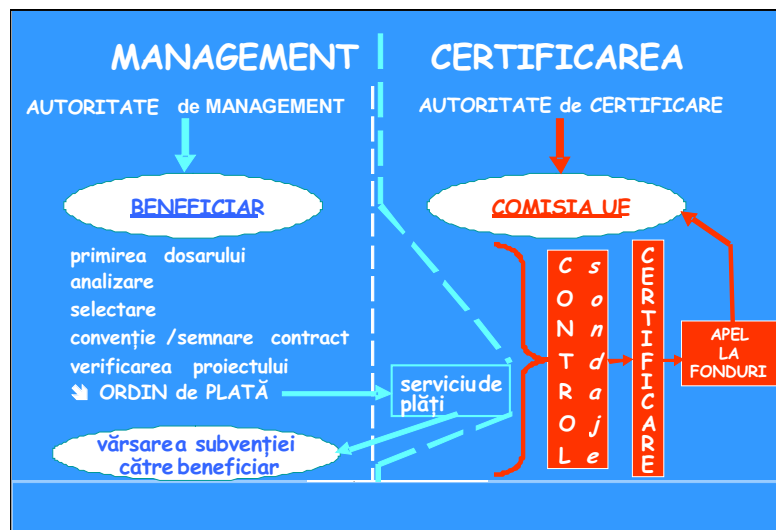 MANAGEMENT
AUTORITATE de MANAGEMENT
BENEFICIAR
primirea dosarului
analizare
selectare
convenție /semnare contract
verificarea proiectului
ORDIN de PLATĂ
serviciu de
plăți
vărsarea subvenției
către beneficiar
CERTIFICAREA
AUTORITATE de CERTIFICARE
COMISIA UE
CONTROL
sondaje
CERTIFICARE
APEL
LA
FONDURI